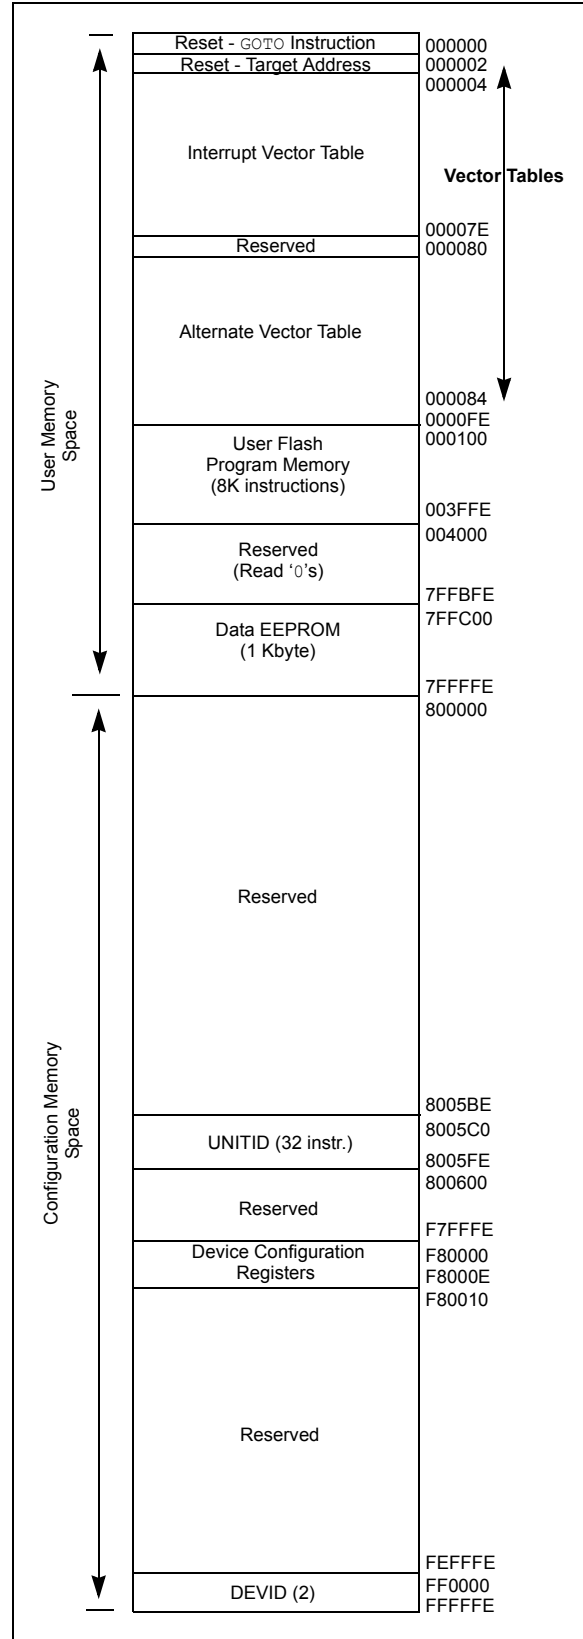 Reset - GOTO Instruction
000000
Reset - Target Address
000002
000004
Interrupt Vector Table
Vector Tables
00007E
Reserved
000080
Alternate Vector Table
000084
0000FE
User Memory
Space
User Flash
Program Memory
(8K instructions)
000100
003FFE
004000
Reserved
(Read ‘0’s)
7FFBFE
7FFC00
Data EEPROM
(1 Kbyte)
7FFFFE
800000
Reserved
Configuration Memory
Space
8005BE
8005C0
UNITID (32 instr.)
8005FE
800600
Reserved
F7FFFE
Device Configuration
Registers
F80000
F8000E
F80010
Reserved
FEFFFE
FF0000
DEVID (2)
FFFFFE